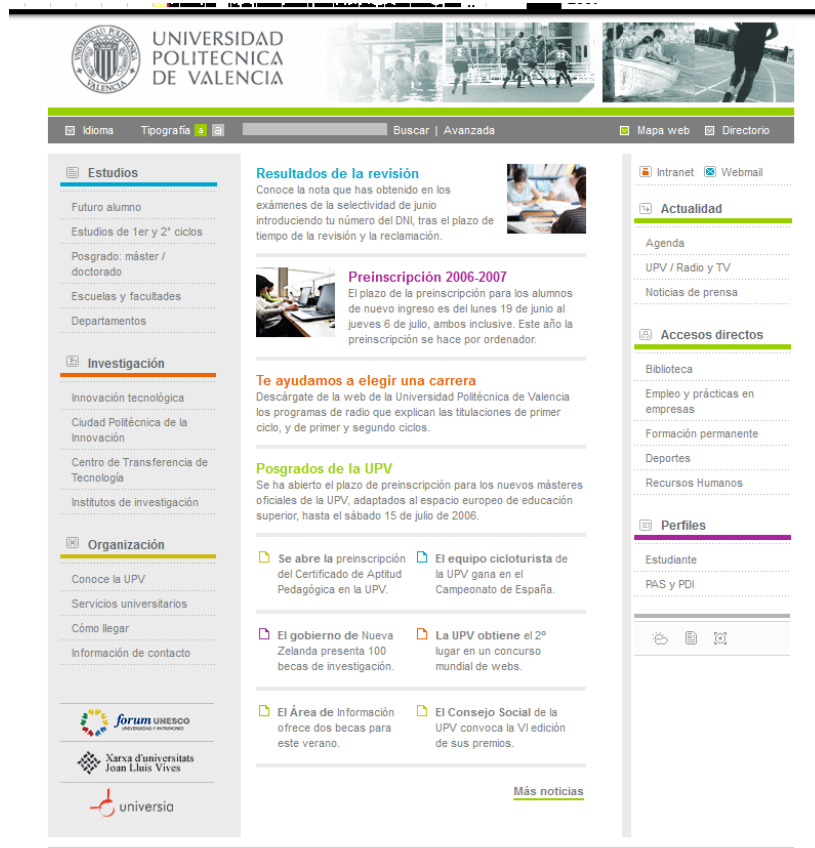 UNIVERSIDAD
POLITECNICA
DE VALENCIA
Idioma Tipografía a a Buscar | Avanzada Mapa web Directorio
Estudios
Futuro alumno
Estudios de 1er y 2º ciclos
Posgrado: máster /
doctorado
Escuelas y facultades
Departamentos
Investigación
Innovación tecnológica
Ciudad Politécnica de la
Innovación
Centro de Transferencia de
Tecnología
Institutos de investigación
Organización
Conoce la UPV
Servicios universitarios
Cómo llegar
Información de contacto
forum UNESCO
UNIVERSIDAD Y PATRIMONIO
Xarxa d'universitats
Joan Lluís Vives
universia
Resultados de la revisión
Conoce la nota que has obtenido en los
exámenes de la selectividad de junio
introduciendo tu número del DNI, tras el plazo de
tiempo de la revisión y la reclamación.
Preinscripción 2006-2007
El plazo de la preinscripción para los alumnos
de nuevo ingreso es del lunes 19 de junio al
jueves 6 de julio, ambos inclusive. Este año la
preinscripción se hace por ordenador.
Te ayudamos a elegir una carrera
Descárgate de la web de la Universidad Politécnica de Valencia
los programas de radio que explican las titulaciones de primer
ciclo, y de primer y segundo ciclos.
Posgrados de la UPV
Se ha abierto el plazo de preinscripción para los nuevos másteres
oficiales de la UPV, adaptados al espacio europeo de educación
superior, hasta el sábado 15 de julio de 2006.
Se abre la preinscripción
del Certificado de Aptitud
Pedagógica en la UPV.
El equipo cicloturista de
la UPV gana en el
Campeonato de España.
El gobierno de Nueva
Zelanda presenta 100
becas de investigación.
La UPV obtiene el 2º
lugar en un concurso
mundial de webs.
El Área de Información
ofrece dos becas para
este verano.
El Consejo Social de la
UPV convoca la VI edición
de sus premios.
Más noticias
Intranet Webmail
Actualidad
Agenda
UPV / Radio y TV
Noticias de prensa
Accesos directos
Biblioteca
Empleo y prácticas en
empresas
Formación permanente
Deportes
Recursos Humanos
Perfiles
Estudiante
PAS y PDI